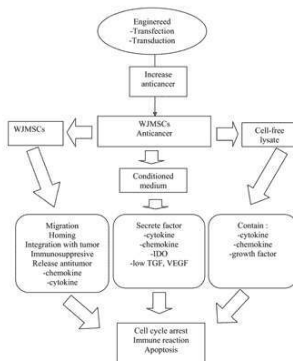 Engineered
-Transfection
-Transduction
Increase
anticancer
WJMSCs
WJMSCs
Anticancer
Cell-free
lysate
Conditioned
medium
Migration
Homing
Integration with tumor
Immunosuppresive
Release antitumor
-chemokine
-cytokine
Secrete factor
-cytokine
-chemokine
-IDO
-low TGF, VEGF
Contain :
-cytokine
-chemokine
-growth factor
Cell cycle arrest
Immune reaction
Apoptosis